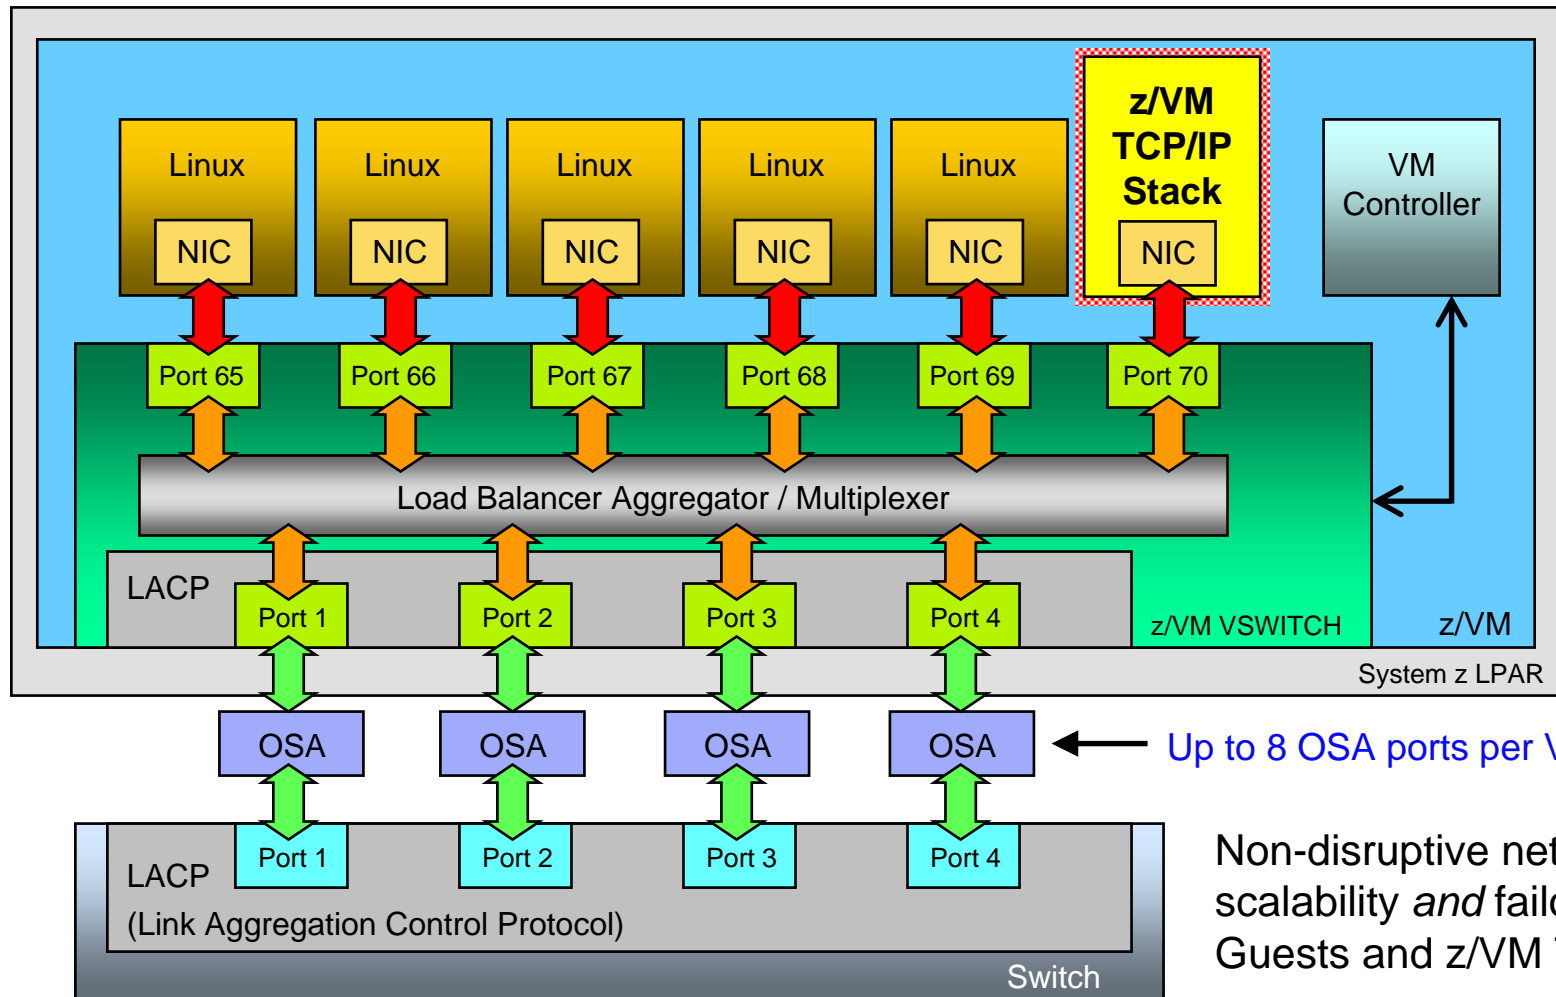 z/VM
TCP/IP
Stack
Linux Linux Linux Linux Linux
VM
Controller
NIC NIC NIC NIC NIC NIC
Port 65 Port 66 Port 67 Port 68 Port 69 Port 70
Load Balancer Aggregator / Multiplexer
LACP
Port 1 Port 2 Port 3 Port 4
z/VM VSWITCH
z/VM
System z LPAR
OSA OSA OSA OSA
Up to 8 OSA ports per
Port 1 Port 2 Port 3 Port 4
LACP
(Link Aggregation Control Protocol)
Switch
Non-disruptive
scalability and
Guests and z/VM